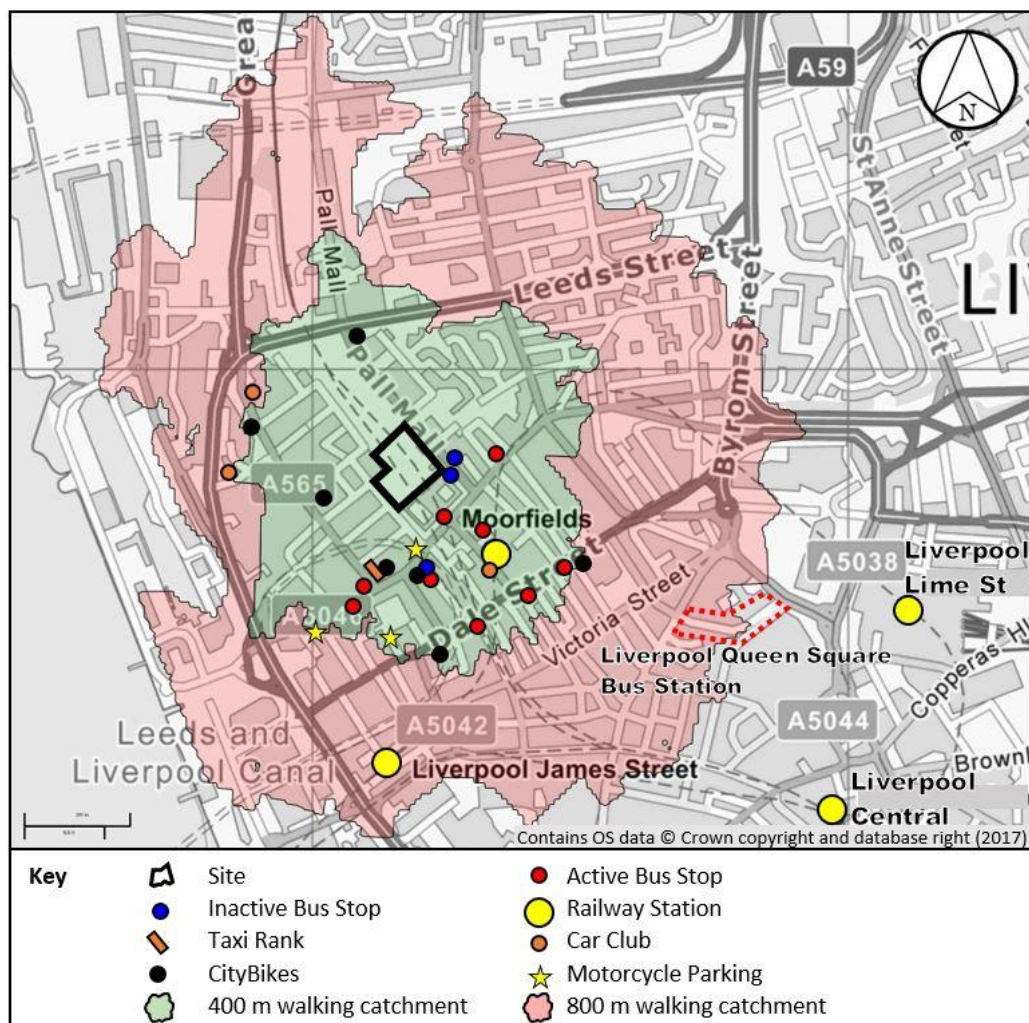 Grea
A59
N
St-Anne-Street
Pall Mall
Leeds-Street
LI
Pall-Mall
Byrom-Street
A565
Moorfields
A5038
Liverpool
Lime St
Dale-Street
Victoria Street
Liverpool Queen Square
Bus Station
Copperas H
A5042
A5044
Leeds and
Liverpool Canal
Liverpool James Street
Brownl
Liverpool
Central
Contains OS data © Crown copyright and database right (2017)
Key
Site
Active Bus Stop
Inactive Bus Stop
Railway Station
Taxi Rank
Car Club
CityBikes
Motorcycle Parking
400 m walking catchment
800 m walking catchment